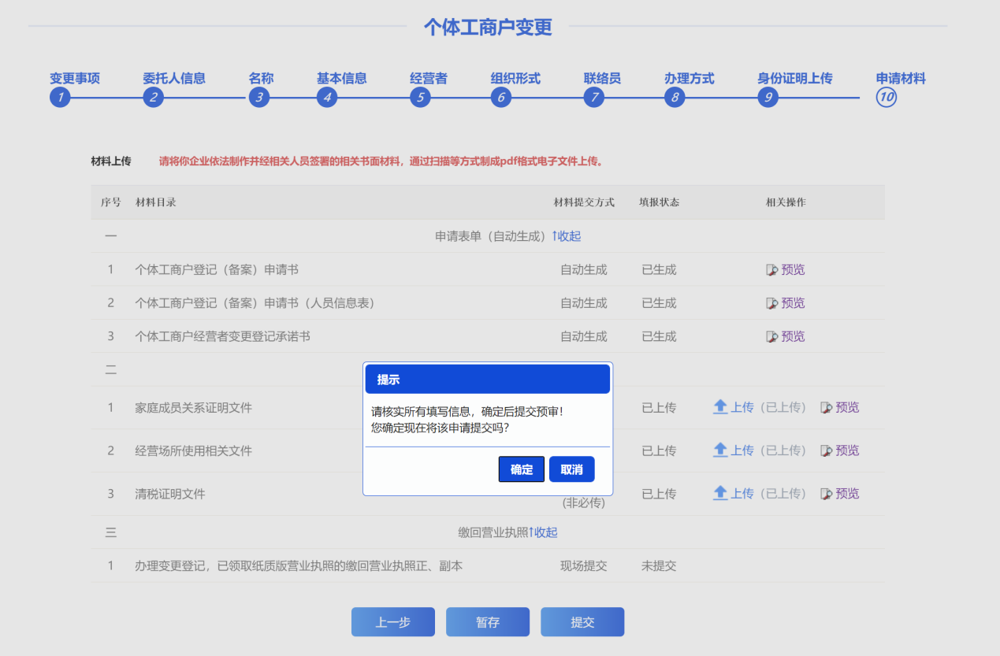 个体工商户变更
变更事项 委托人信息 名称 基本信息 经营者 组织形式 联络员 办理方式 身份证明上传 申请材料
1 2 3 4 5 6 7 8 9 10
材料上传 请将你企业依法制作并经相关人员签署的相关书面材料，通过扫描等方式制成pdf格式电子文件上传。
序号 材料目录 材料提交方式 填报状态 相关操作
一 申请表单（自动生成）↑收起
1 个体工商户登记（备案）申请书 自动生成 已生成 预览
2 个体工商户登记（备案）申请书（人员信息表） 自动生成 已生成 预览
3 个体工商户经营者变更登记承诺书 自动生成 已生成 预览
二
提示
请核实所有填写信息，确定后提交预审！
您确定现在将该申请提交吗？
确定 取消
1 家庭成员关系证明文件 已上传 上传（已上传） 预览
2 经营场所使用相关文件 已上传 上传（已上传） 预览
3 清税证明文件 (非必传) 已上传 上传（已上传） 预览
三 缴回营业执照↑收起
1 办理变更登记，已领取纸质版营业执照的缴回营业执照正、副本 现场提交 未提交
上一步 暂存 提交